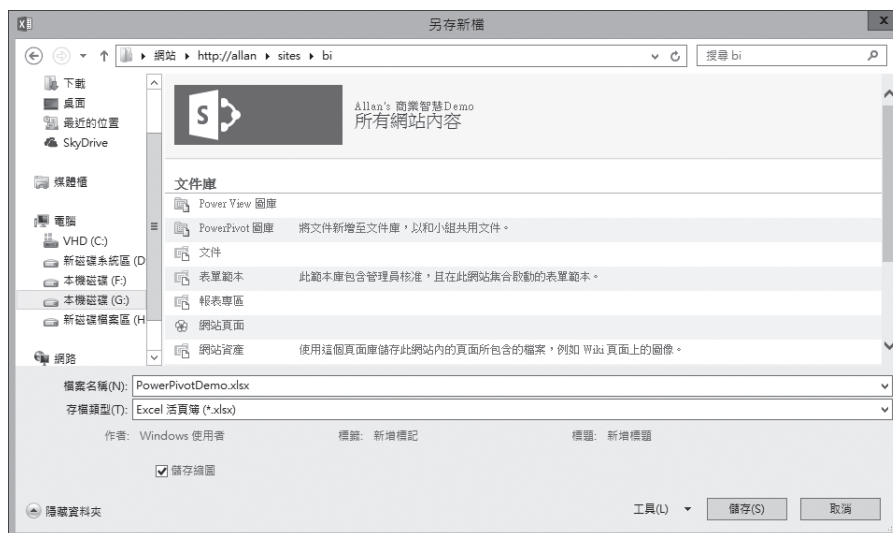 另存新檔
網站 ▸ http://allan ▸ sites ▸ bi
搜尋 bi
下載
桌面
最近的位置
SkyDrive
媒體櫃
電腦
VHD (C:)
新磁碟系統區 (D
本機磁碟 (F:)
本機磁碟 (G:)
新磁碟檔案區 (H
網路
Allan's 商業智慧Demo
所有網站內容
文件庫
Power View 圖庫
PowerPivot 圖庫 將文件新增至文件庫，以和小組共用文件。
文件
表單範本 此範本庫包含管理員核准，且在此網站集合啟動的表單範本。
報表專區
網站頁面
網站資產 使用這個頁面庫儲存此網站內的頁面所包含的檔案，例如 Wiki 頁面上的圖像。
檔案名稱(N): PowerPivotDemo.xlsx
存檔類型(T): Excel 活頁簿 (*.xlsx)
作者: Windows 使用者 標籤: 新增標記 標題: 新增標題
儲存縮圖
隱藏資料夾
工具(L) 儲存(S) 取消